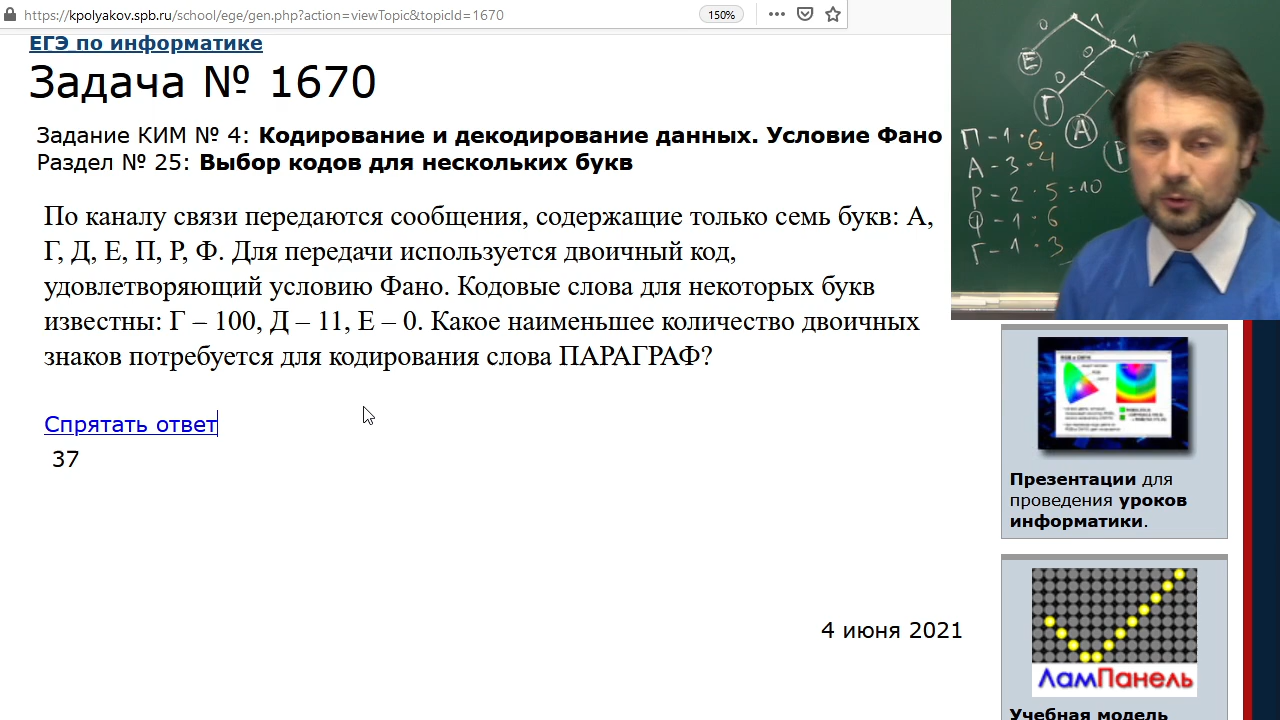 https://kpolyakov.spb.ru/school/ege/gen.php?action=viewTopic&topicId=1670
150%
ЕГЭ по информатике
Задача № 1670
Задание КИМ № 4: Кодирование и декодирование данных. Условие Фано
Раздел № 25: Выбор кодов для нескольких букв
По каналу связи передаются сообщения, содержащие только семь букв: А,
Г, Д, Е, П, Р, Ф. Для передачи используется двоичный код,
удовлетворяющий условию Фано. Кодовые слова для некоторых букв
известны: Г – 100, Д – 11, Е – 0. Какое наименьшее количество двоичных
знаков потребуется для кодирования слова ПАРАГРАФ?
Спрятать ответ
37
4 июня 2021
0
1
1
Е
0
0
Г
А
П - 1 · 6
А - 3 · 4
Р - 2 · 5 = 10
Ф - 1 · 6
Г - 1 · 3
Презентации для
проведения уроков
информатики.
ЛамПанель
Учебная модель